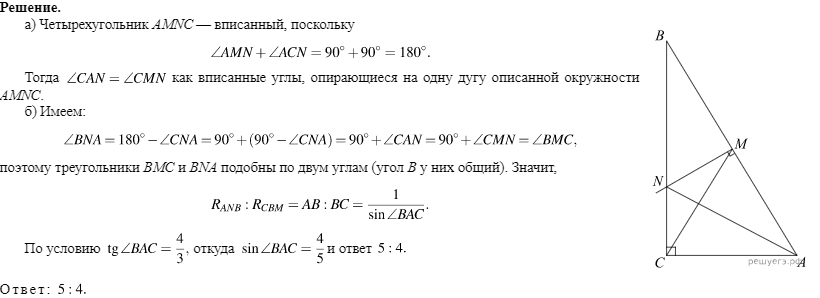 Решение.
а) Четырехугольник AMNC — вписанный, поскольку
∠AMN + ∠ACN = 90° + 90° = 180°.
Тогда ∠CAN = ∠CMN как вписанные углы, опирающиеся на одну дугу описанной окружности
AMNC.
б) Имеем:
∠BNA = 180° − ∠CNA = 90° + (90° − ∠CNA) = 90° + ∠CAN = 90° + ∠CMN = ∠BMC,
поэтому треугольники BMC и BNA подобны по двум углам (угол B у них общий). Значит,
R_ANB : R_CBM = AB : BC = 1/sin∠BAC.
По условию tg∠BAC = 4/3, откуда sin∠BAC = 4/5 и ответ 5 : 4.
Ответ: 5 : 4.
B
M
N
C
A
решуегэ.рф